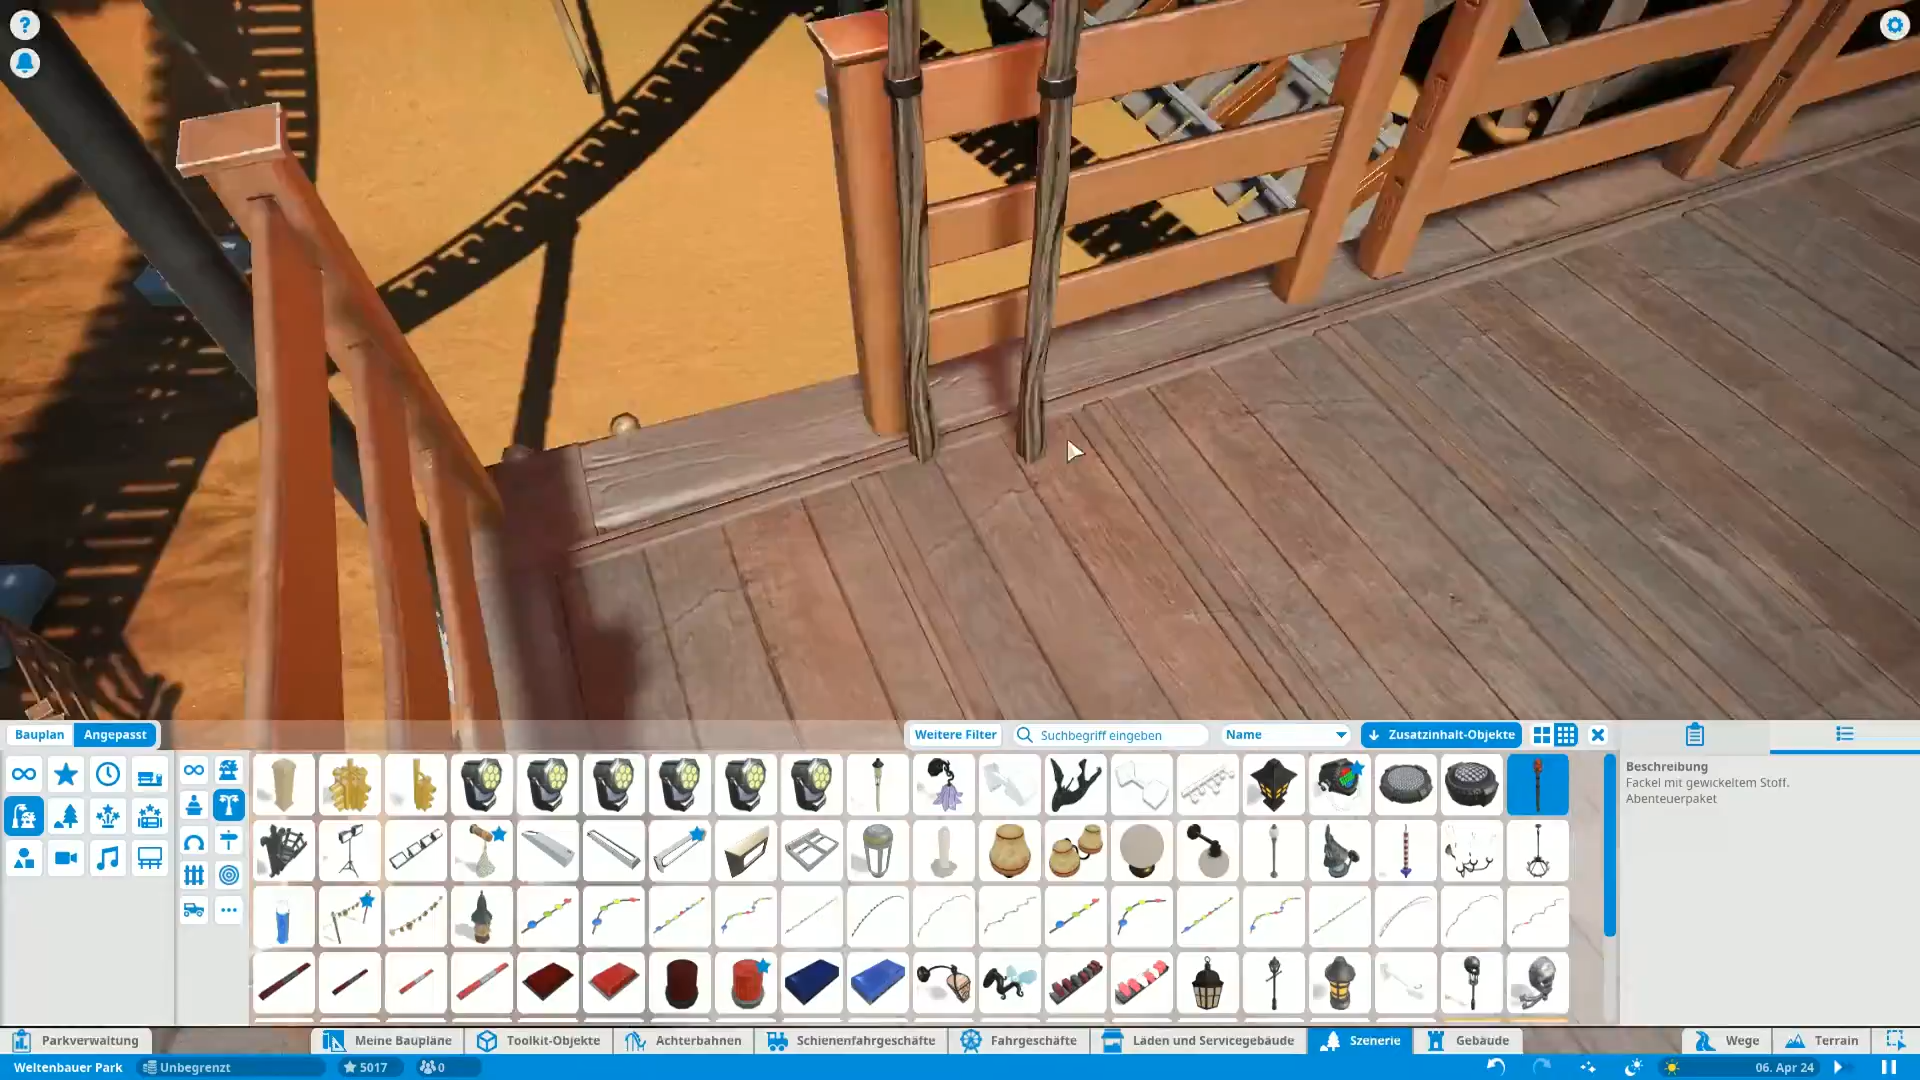 ?
Bauplan
Angepasst
Weitere Filter
Suchbegriff eingeben
Name
Zusatzinhalt-Objekte
Beschreibung
Fackel mit gewickeltem Stoff.
Abenteuerpaket
Parkverwaltung
Meine Baupläne
Toolkit-Objekte
Achterbahnen
Schienenfahrgeschäfte
Fahrgeschäfte
Läden und Servicegebäude
Szenerie
Gebäude
Wege
Terrain
Weltenbauer Park
Unbegrenzt
5017
0
06. Apr 24